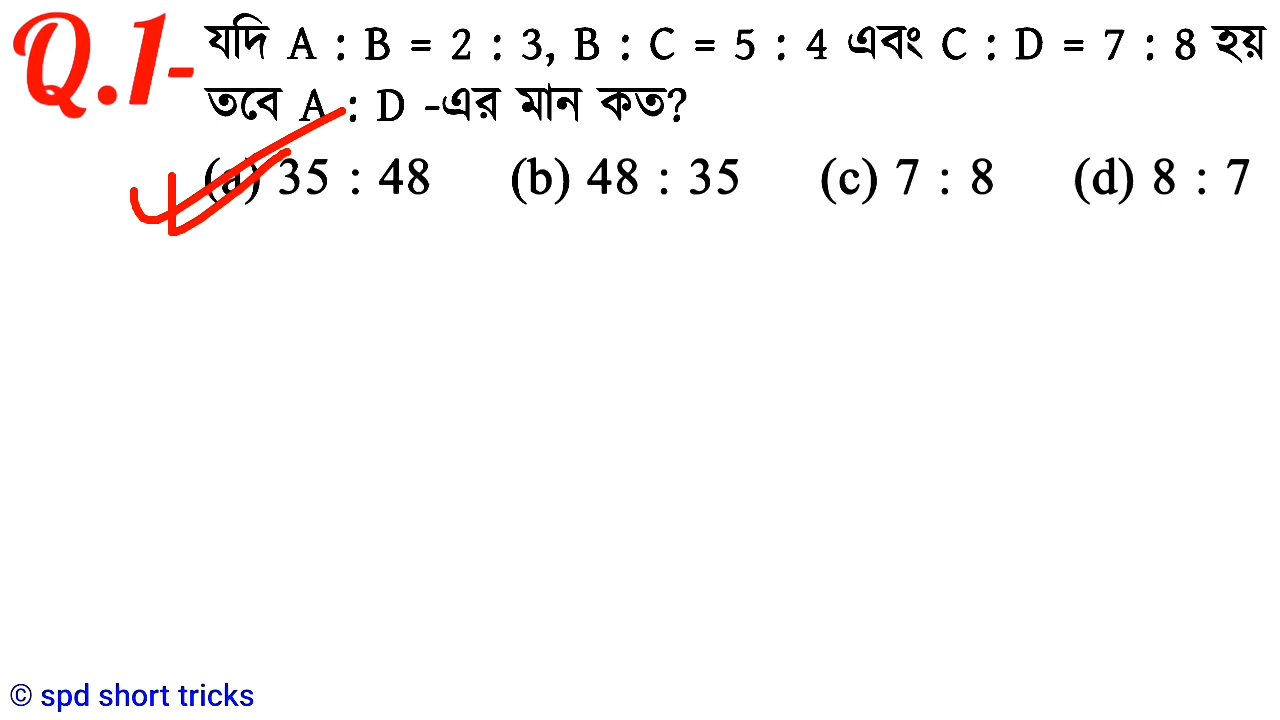 Q.1- যদি A : B = 2 : 3, B : C = 5 : 4 এবং C : D = 7 : 8 হয়
তবে A : D -এর মান কত?
(a) 35 : 48 (b) 48 : 35 (c) 7 : 8 (d) 8 : 7
© spd short tricks